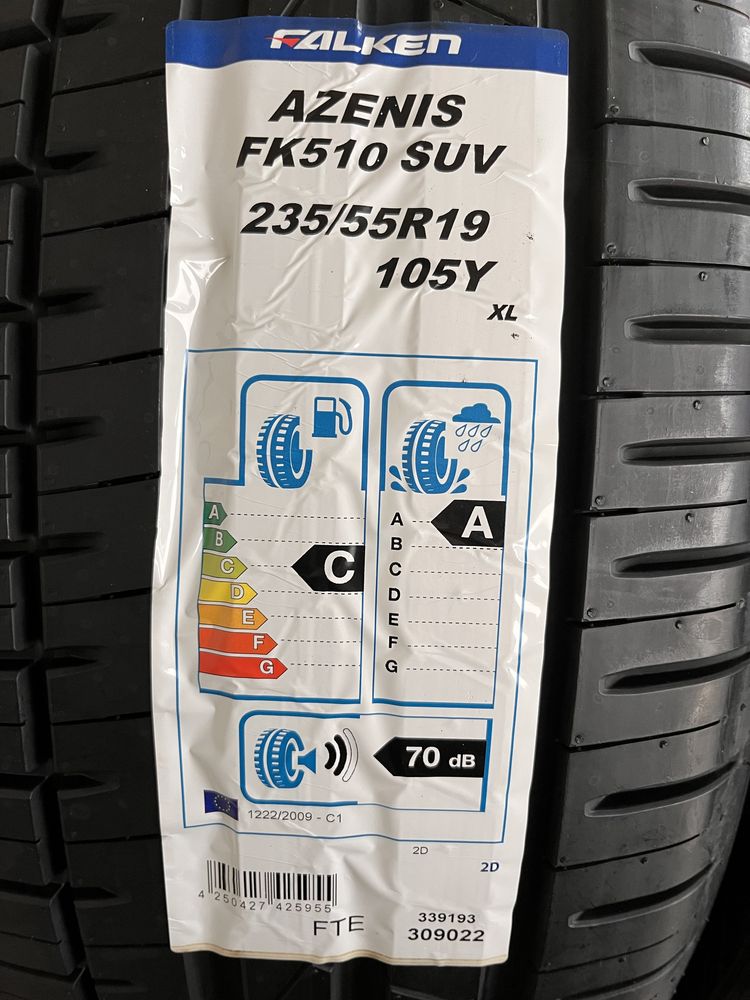 FALKEN
AZENIS
FK510 SUV
235/55R19
105Y
XL
A
B
C
D
E
F
G
C
A
B
C
D
E
F
G
A
70 dB
1222/2009 - C1
2D
2D
4 250427 425955
FTE
339193
309022